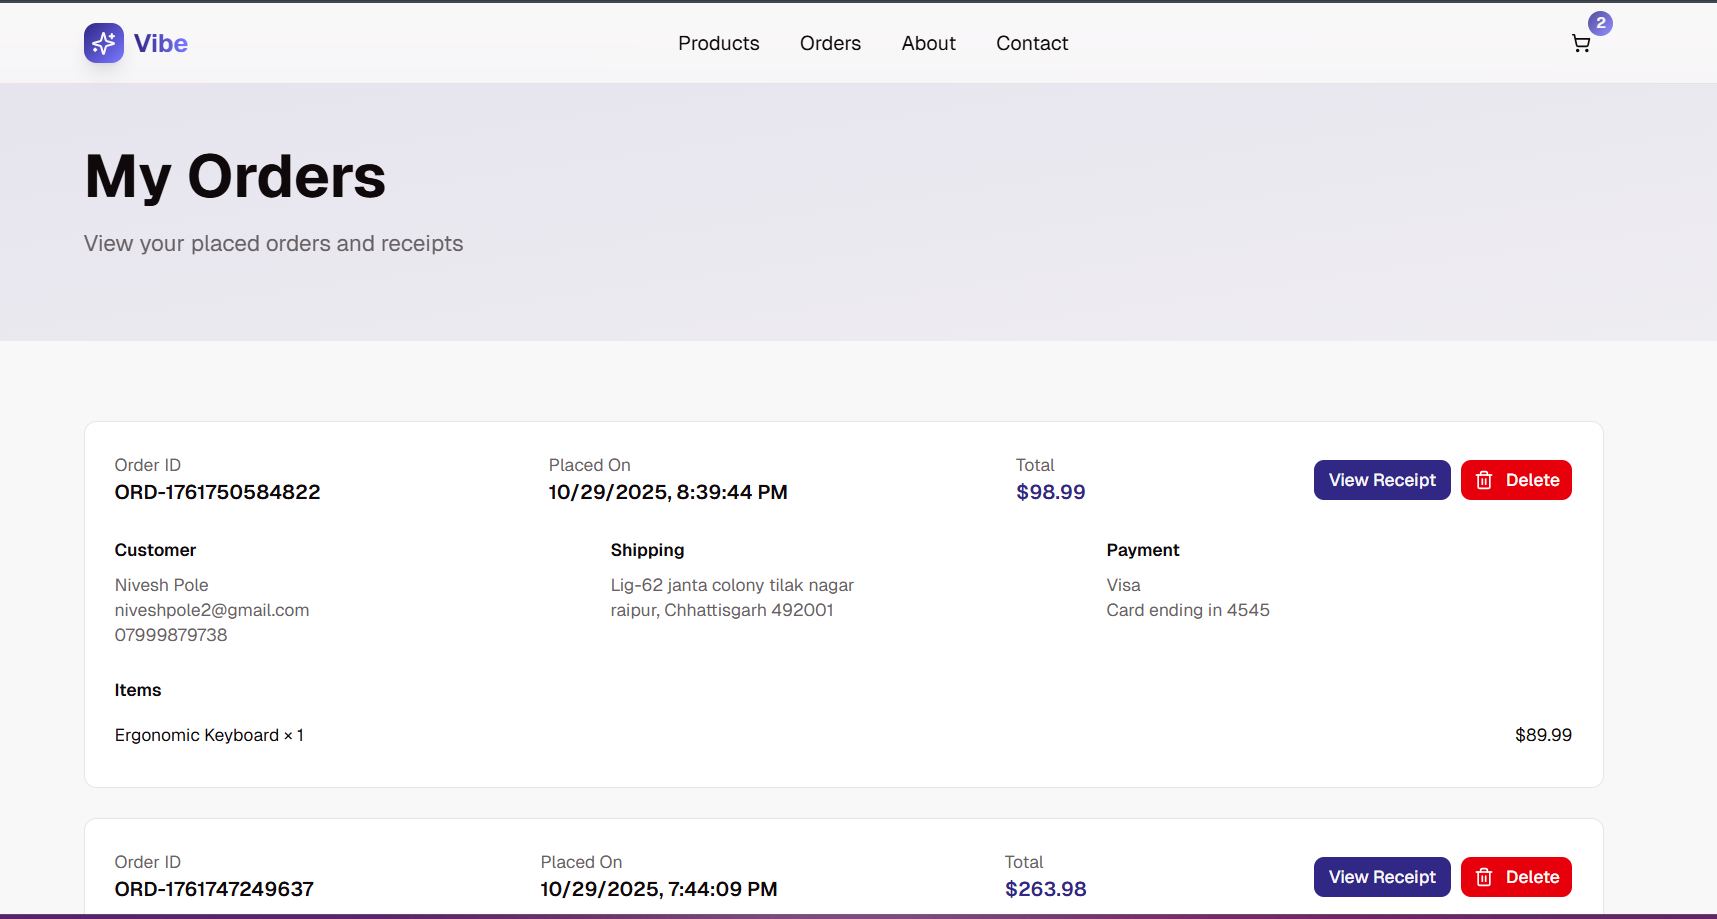 Vibe
Products Orders About Contact
2
My Orders
View your placed orders and receipts
Order ID Placed On Total
ORD-1761750584822 10/29/2025, 8:39:44 PM $98.99 View Receipt Delete
Customer Shipping Payment
Nivesh Pole Lig-62 janta colony tilak nagar Visa
niveshpole2@gmail.com raipur, Chhattisgarh 492001 Card ending in 4545
07999879738
Items
Ergonomic Keyboard × 1 $89.99
Order ID Placed On Total
ORD-1761747249637 10/29/2025, 7:44:09 PM $263.98 View Receipt Delete